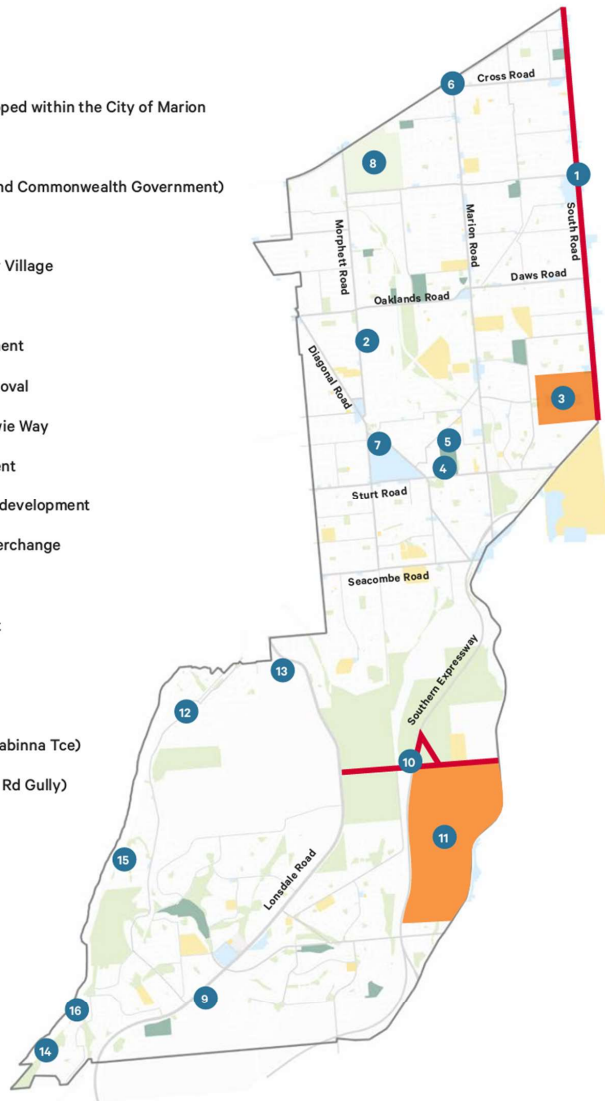 pped within the City of Marion
nd Commonwealth Government)
Village
ent
oval
vie Way
ent
development
erchange
t
abinna Tce)
Rd Gully)
6
Cross Road
8
1
South Road
Morphett Road
Marion Road
Daws Road
Oaklands Road
2
Diagonal Road
3
7
5
4
Sturt Road
Seacombe Road
Southern Expressway
13
12
10
11
15
Lonsdale Road
9
16
14